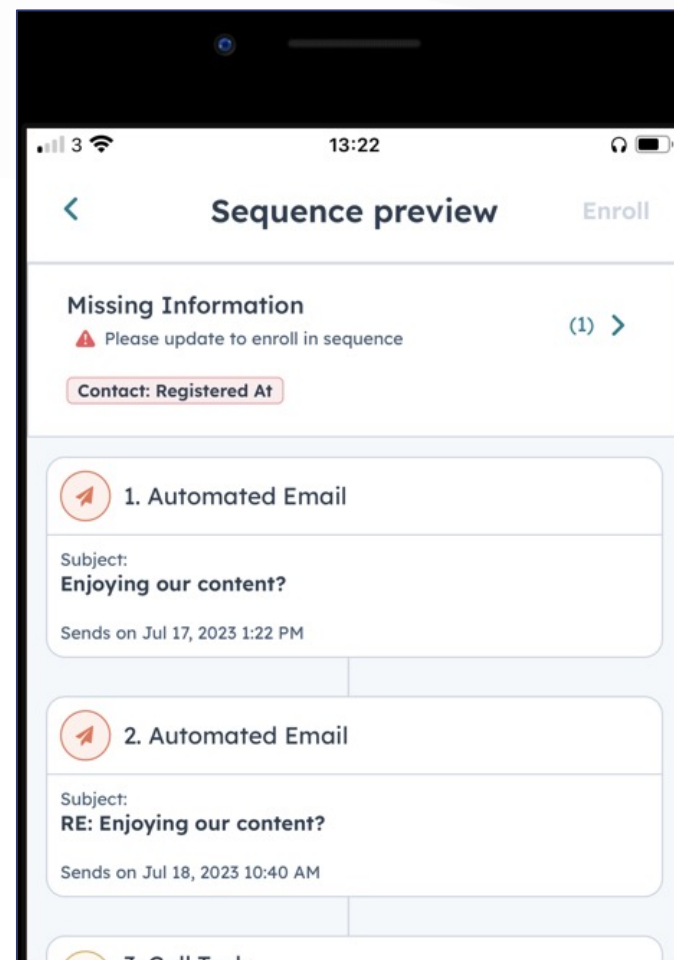 3
13:22
Sequence preview
Enroll
Missing Information
(1)
Please update to enroll in sequence
Contact: Registered At
1. Automated Email
Subject:
Enjoying our content?
Sends on Jul 17, 2023 1:22 PM
2. Automated Email
Subject:
RE: Enjoying our content?
Sends on Jul 18, 2023 10:40 AM
3. Call